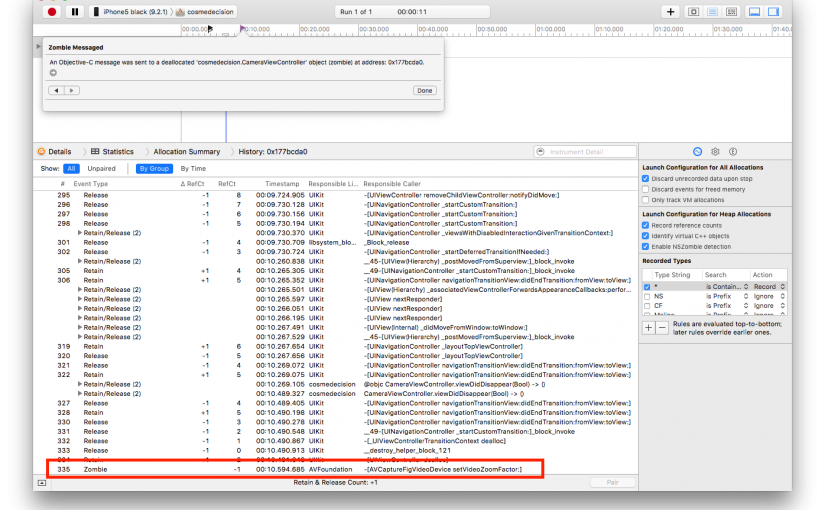 iPhone5 black (9.2.1) cosmedecision
Run 1 of 1 00:00:11
00:00.00 00:10.000 00:20.000 00:30.000 00:40.000 00:50.000 01:00.000 01:10.000 01:20.000 01:30.000 01:40.0
Zombie Messaged
An Objective-C message was sent to a deallocated 'cosmedecision.CameraViewController' object (zombie) at address: 0x177bcda0.
Done
Details Statistics Allocation Summary History: 0x177bcda0 Instrument Detail
Show: All Unpaired By Group By Time
# Event Type Δ RefCt RefCt Timestamp Responsible Li... Responsible Caller
295 Release -1 8 00:09.724.905 UIKit -[UIViewController removeChildViewController:notifyDidMove:]
296 Release -1 7 00:09.730.128 UIKit -[UINavigationController _startCustomTransition:]
297 Release -1 6 00:09.730.156 UIKit -[UINavigationController _startCustomTransition:]
298 Release -1 5 00:09.730.194 UIKit -[UINavigationController _startCustomTransition:]
Retain/Release (2) 00:09.730.370 UIKit -[UINavigationController _viewsWithDisabledInteractionGivenTransitionContext:]
301 Release -1 4 00:09.730.709 libsystem_blo... _Block_release
302 Release -1 3 00:09.730.724 UIKit -[UINavigationController _startDeferredTransitionIfNeeded:]
Retain/Release (2) 00:10.260.838 UIKit __45-[UIView(Hierarchy) _postMovedFromSuperview:]_block_invoke
305 Retain +1 4 00:10.265.305 UIKit __49-[UINavigationController _startCustomTransition:]_block_invoke
306 Retain +1 5 00:10.265.352 UIKit -[UINavigationController navigationTransitionView:didEndTransition:fromView:toView:]
Retain/Release (2) 00:10.265.501 UIKit -[UIView(Hierarchy) _associatedViewControllerForwardsAppearanceCallbacks:perfor...
Retain/Release (2) 00:10.265.597 UIKit -[UIView nextResponder]
Retain/Release (2) 00:10.266.051 UIKit -[UIView nextResponder]
Retain/Release (2) 00:10.266.195 UIKit -[UIView nextResponder]
Retain/Release (2) 00:10.267.491 UIKit -[UIView(Internal) _didMoveFromWindow:toWindow:]
Retain/Release (2) 00:10.267.529 UIKit __45-[UIView(Hierarchy) _postMovedFromSuperview:]_block_invoke
319 Retain +1 6 00:10.267.654 UIKit -[UINavigationController _layoutTopViewController]
320 Release -1 5 00:10.267.656 UIKit -[UINavigationController _layoutTopViewController]
321 Release -1 4 00:10.269.072 UIKit -[UINavigationController navigationTransitionView:didEndTransition:fromView:toView:]
322 Retain +1 5 00:10.269.075 UIKit -[UINavigationController navigationTransitionView:didEndTransition:fromView:toView:]
Retain/Release (2) 00:10.269.105 cosmedecision @objc CameraViewController.viewDidDisappear(Bool) -> ()
Retain/Release (2) 00:10.489.327 cosmedecision CameraViewController.viewDidDisappear(Bool) -> ()
327 Release -1 4 00:10.489.405 UIKit -[UINavigationController navigationTransitionView:didEndTransition:fromView:toView:]
328 Retain +1 5 00:10.490.198 UIKit -[UINavigationController navigationTransitionView:didEndTransition:fromView:toView:]
330 Release -1 3 00:10.490.278 UIKit -[UINavigationController navigationTransitionView:didEndTransition:fromView:toView:]
331 Release -1 2 00:10.490.548 UIKit __49-[UINavigationController _startCustomTransition:]_block_invoke
332 Release -1 1 00:10.490.867 UIKit -[_UIViewControllerTransitionContext dealloc]
333 Release -1 0 00:10.490.913 UIKit __destroy_helper_block_121
335 Zombie -1 00:10.594.685 AVFoundation -[AVCaptureFigVideoDevice setVideoZoomFactor:]
Retain & Release Count: +1 Pair
Launch Configuration for All Allocations
Discard unrecorded data upon stop
Discard events for freed memory
Only track VM allocations
Launch Configuration for Heap Allocations
Record reference counts
Identify virtual C++ objects
Enable NSZombie detection
Recorded Types
Type String Search Action
* is Contain... Record
NS is Prefix Ignore
CF is Prefix Ignore
Malloc is Prefix Ignore
Rules are evaluated top-to-bottom;
later rules override earlier ones.